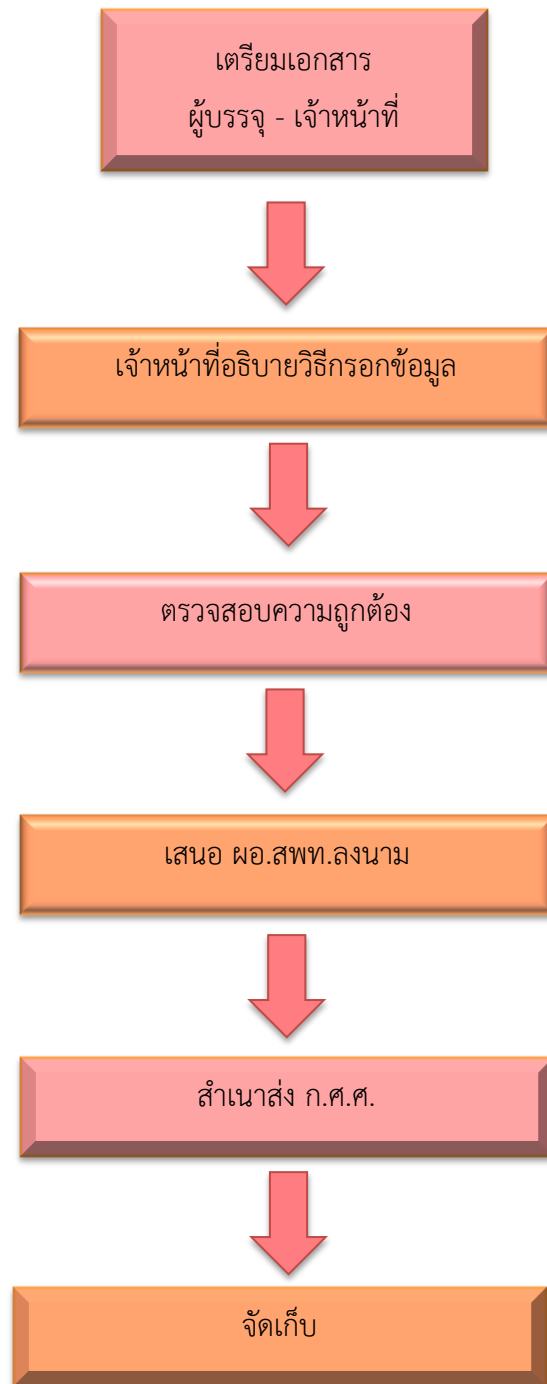 เตรียมเอกสาร
ผู้บรรจุ - เจ้าหน้าที่
เจ้าหน้าที่อธิบายวิธีกรอกข้อมูล
ตรวจสอบความถูกต้อง
เสนอ ผอ.สพท.ลงนาม
สำเนาส่ง ก.ศ.ศ.
จัดเก็บ